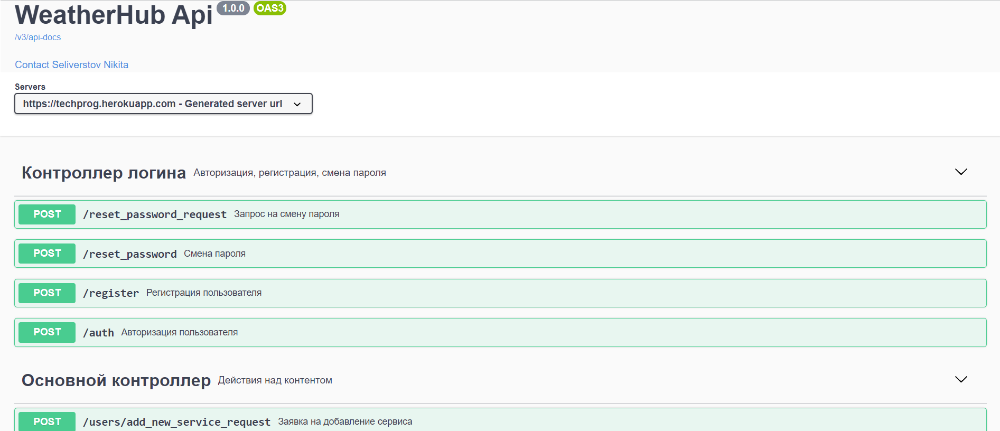 WeatherHub Api 1.0.0 OAS3
/v3/api-docs
Contact Seliverstov Nikita
Servers
https://techprog.herokuapp.com - Generated server url
Контроллер логина Авторизация, регистрация, смена пароля
POST /reset_password_request Запрос на смену пароля
POST /reset_password Смена пароля
POST /register Регистрация пользователя
POST /auth Авторизация пользователя
Основной контроллер Действия над контентом
POST /users/add_new_service_request Заявка на добавление сервиса